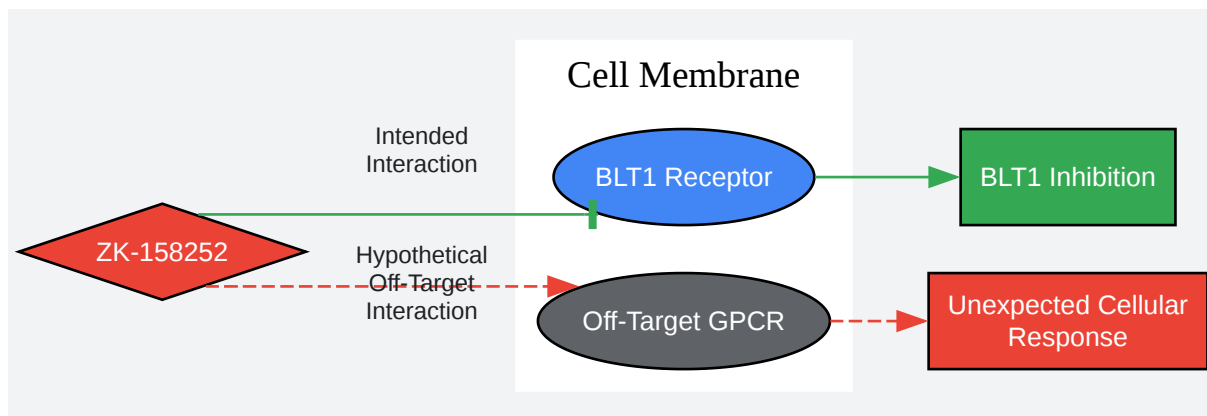 Cell Membrane
Intended
Interaction
BLT1 Receptor
BLT1 Inhibition
ZK-158252
Hypothetical
Off-Target
Interaction
Off-Target GPCR
Unexpected Cellular
Response